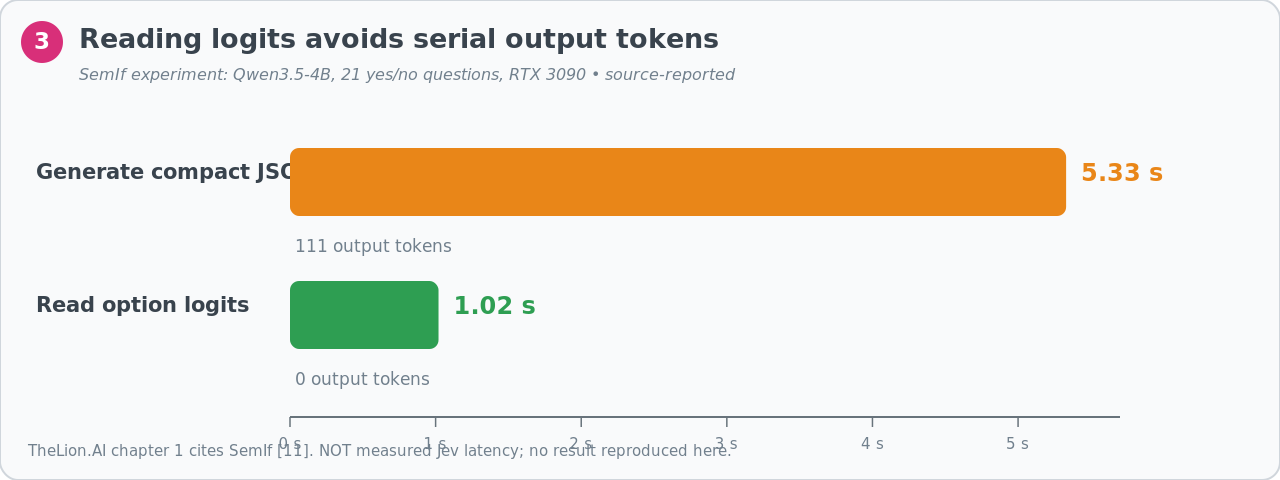 3 Reading logits avoids serial output tokens
SemIf experiment: Qwen3.5-4B, 21 yes/no questions, RTX 3090 • source-reported
Generate compact JSO
5.33 s
111 output tokens
Read option logits
1.02 s
0 output tokens
0 s 1 s 2 s 3 s 4 s 5 s
TheLion.AI chapter 1 cites SemIf [11]. NOT measured Jev latency; no result reproduced here.